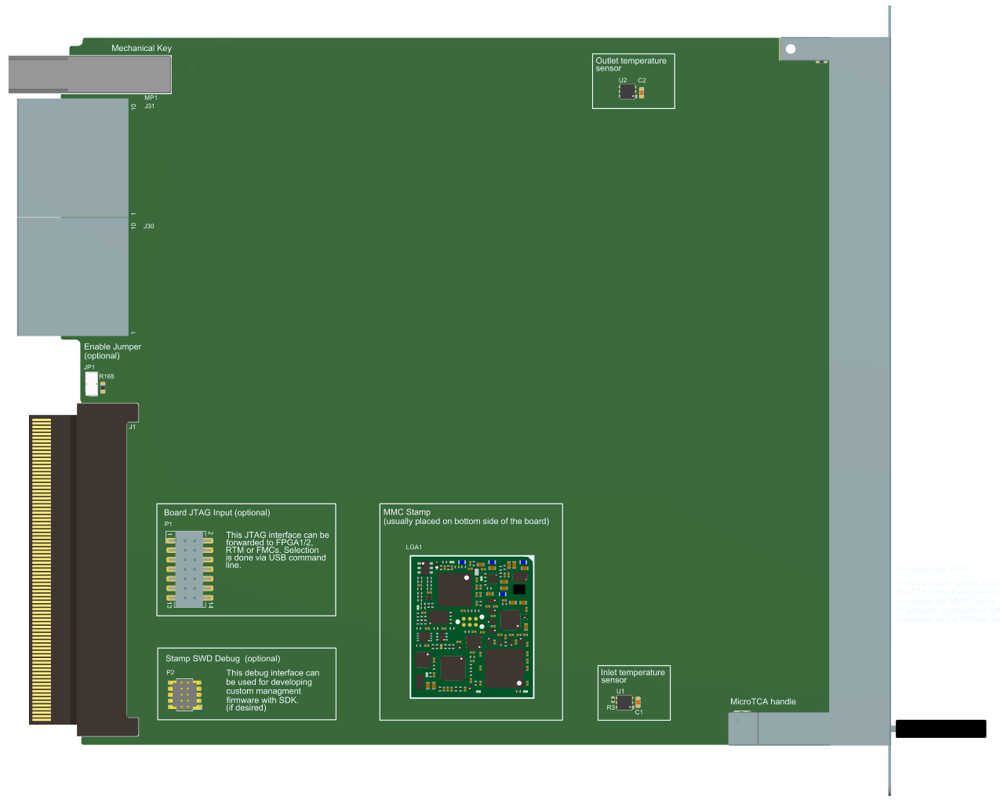 Mechanical Key
MP1
J31
10
1
10
J30
1
Outlet temperature
sensor
U2 C2
Enable Jumper
(optional)
JP1
R168
J1
Board JTAG Input (optional)
P1
1
2
13
14
This JTAG interface can be
forwarded to FPGA1/2,
RTM or FMCs. Selection
is done via USB command
line.
Stamp SWD Debug (optional)
P2
This debug interface can
be used for developing
custom managment
firmware with SDK.
(if desired)
MMC Stamp
(usually placed on bottom side of the board)
LGA1
Inlet temperature
sensor
U1
R3
C1
MicroTCA handle
Management USB